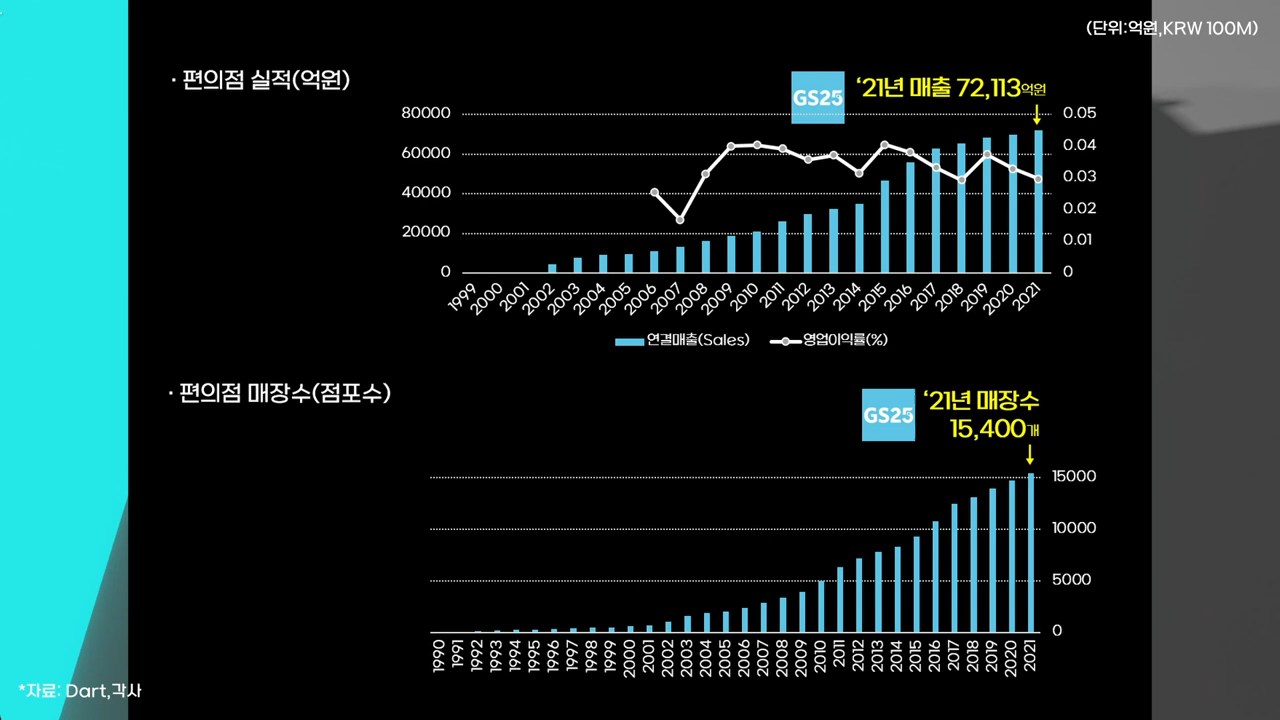 (단위:억원,KRW 100M)
· 편의점 실적(억원)
GS25
‘21년 매출 72,113억원
80000
60000
40000
20000
0
0.05
0.04
0.03
0.02
0.01
0
1999 2000 2001 2002 2003 2004 2005 2006 2007 2008 2009 2010 2011 2012 2013 2014 2015 2016 2017 2018 2019 2020 2021
연결매출(Sales) 영업이익률(%)
· 편의점 매장수(점포수)
GS25
‘21년 매장수
15,400개
15000
10000
5000
0
1990 1991 1992 1993 1994 1995 1996 1997 1998 1999 2000 2001 2002 2003 2004 2005 2006 2007 2008 2009 2010 2011 2012 2013 2014 2015 2016 2017 2018 2019 2020 2021
*자료: Dart,각사